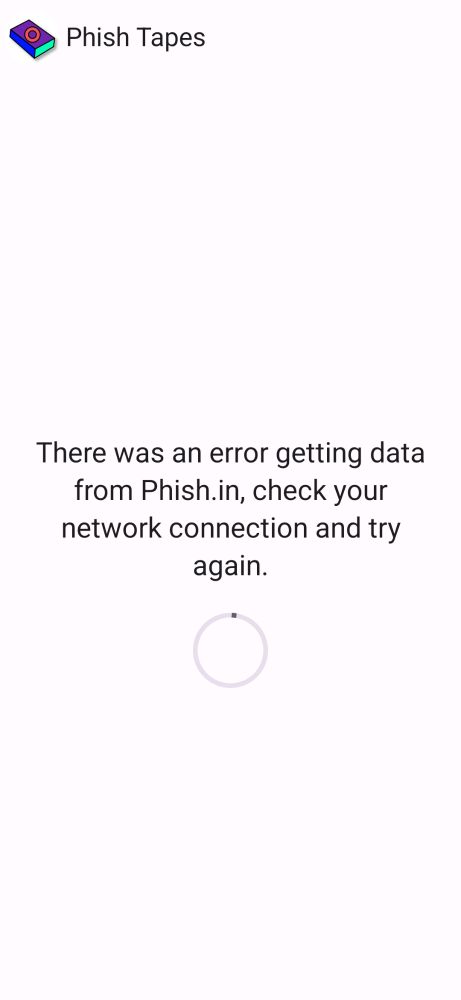 Phish Tapes
There was an error getting data
from Phish.in, check your
network connection and try
again.